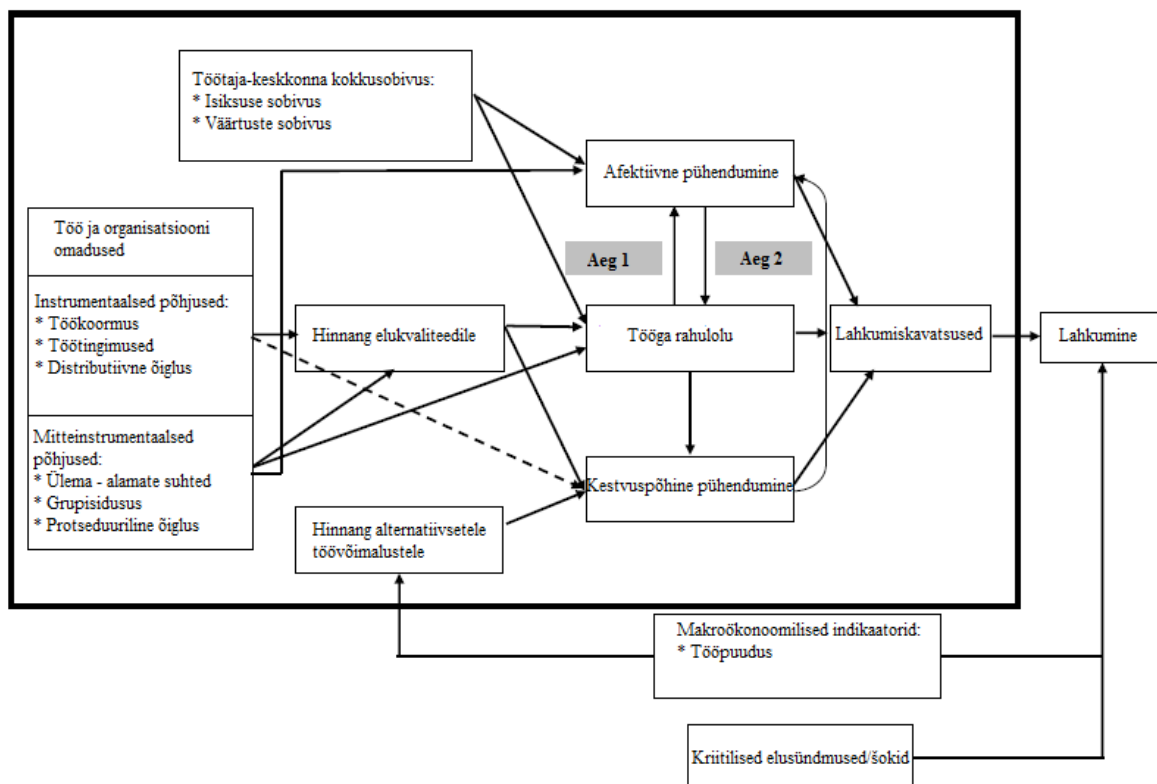 Töötaja-keskkonna kokkusobivus:
* Isiksuse sobivus
* Väärtuste sobivus
Afektiivne pühendumine
Töö ja organisatsiooni
omadused
Aeg 1
Aeg 2
Instrumentaalsed põhjused:
* Töökoormus
* Töötingimused
* Distributiivne õiglus
Hinnang elukvaliteedile
Tööga rahulolu
Lahkumiskavatsused
Lahkumine
Mitteinstrumentaalsed
põhjused:
* Ülema - alamate suhted
* Grupisidusus
* Protseduuriline õiglus
Kestvuspõhine pühendumine
Hinnang alternatiivsetele
töövõimalustele
Makroökonoomilised indikaatorid:
* Tööpuudus
Kriitilised elusündmused/šokid